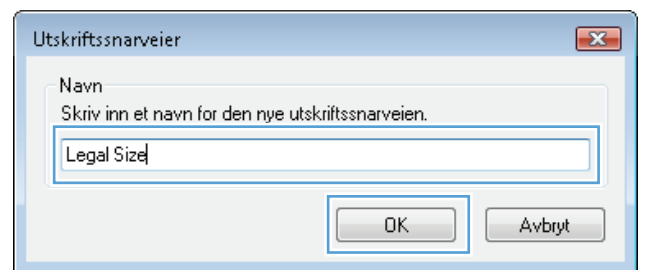 Utskriftssnarveier
Navn
Skriv inn et navn for den nye utskriftssnarveien.
Legal Size
OK Avbryt